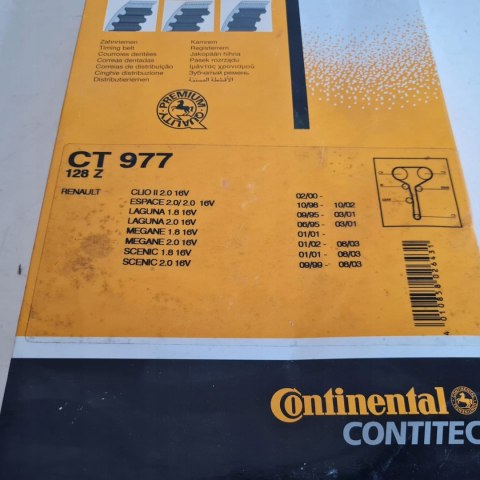 Zahnriemen
Timing belt
Courroies dentées
Correas dentadas
Correias de distribuição
Cinghie distribuzione
Distributieriemen
Kamrem
Registerrem
Jakopään hihna
Pasek rozrządu
Ιμάντας χρονισμού
Зубчатый ремень
PREMIUM QUALITY
CT 977
128 Z
RENAULT
CLIO II 2.0 16V 02/00 -
ESPACE 2.0/ 2.0 16V 10/98 - 10/02
LAGUNA 1.8 16V 09/95 - 03/01
LAGUNA 2.0 16V 06/95 - 03/01
MEGANE 1.8 16V 01/01 -
MEGANE 2.0 16V 01/02 - 08/03
SCENIC 1.8 16V 01/01 - 08/03
SCENIC 2.0 16V 09/99 - 08/03
Continental
CONTITEC